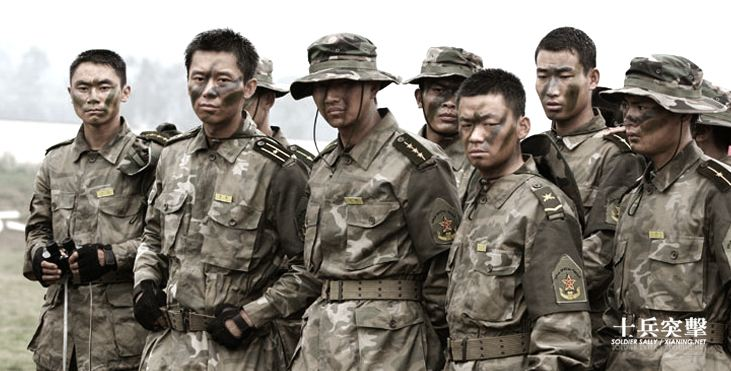 士兵突擊
SOLDIER SALLY / XIANING.NET